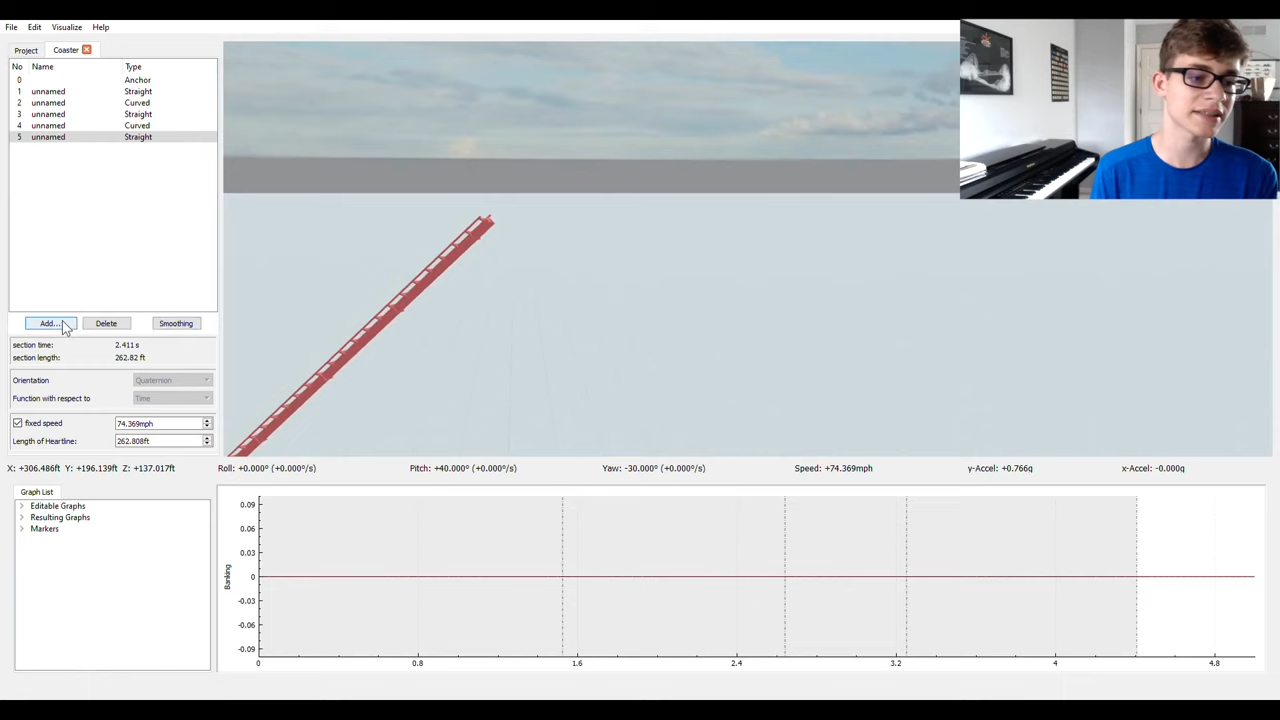 File Edit Visualize Help
Project Coaster
No Name Type
0 Anchor
1 unnamed Straight
2 unnamed Curved
3 unnamed Straight
4 unnamed Curved
5 unnamed Straight
Add... Delete Smoothing
section time: 2.411 s
section length: 262.82 ft
Orientation Quaternion
Function with respect to Time
fixed speed 74.369mph
Length of Heartline: 262.808ft
X: +306.486ft Y: +196.139ft Z: +137.017ft Roll: +0.000° (+0.000°/s) Pitch: +40.000° (+0.000°/s) Yaw: -30.000° (+0.000°/s) Speed: +74.369mph y-Accel: +0.766g x-Accel: -0.000g
Graph List
Editable Graphs
Resulting Graphs
Markers
Banking
0.09
0.06
0.03
0
-0.03
-0.06
-0.09
0 0.8 1.6 2.4 3.2 4 4.8